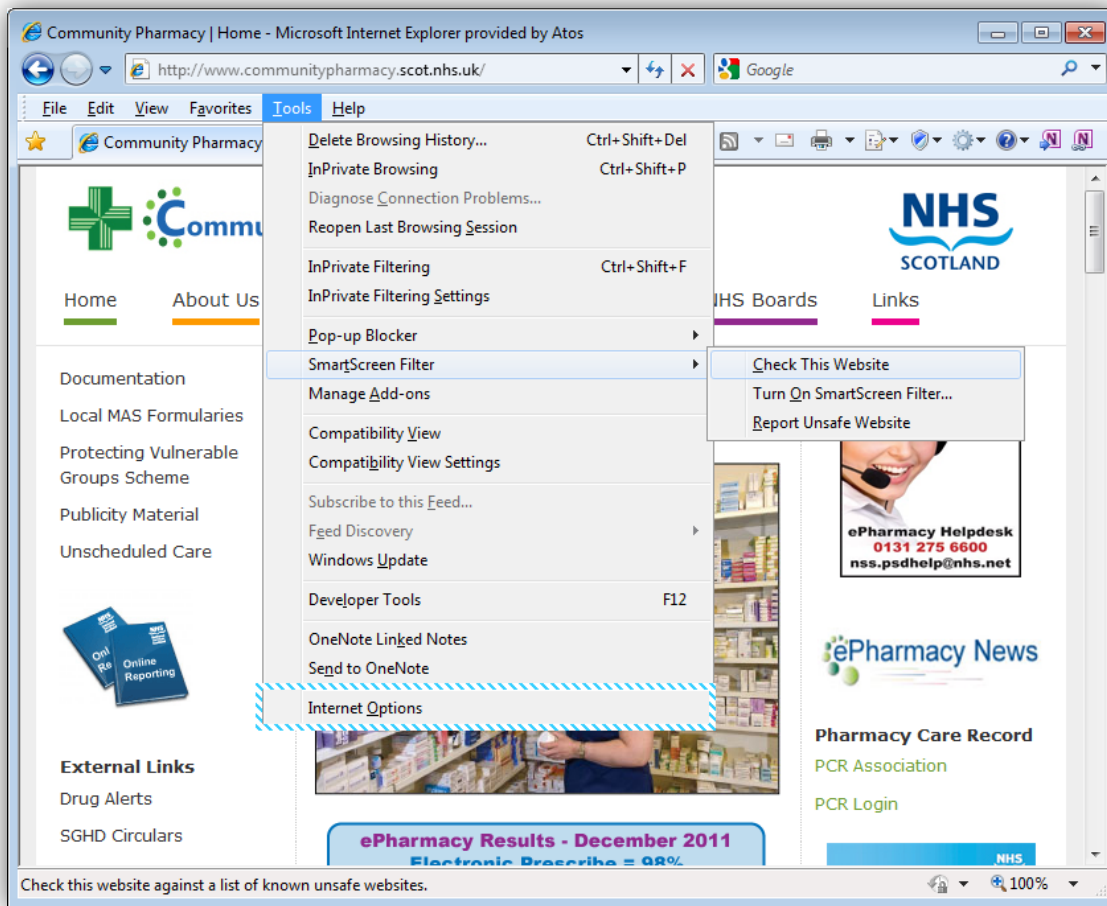 Community Pharmacy | Home - Microsoft Internet Explorer provided by Atos
http://www.communitypharmacy.scot.nhs.uk/
Google
File Edit View Favorites Tools Help
Community Pharmacy
Delete Browsing History... Ctrl+Shift+Del
InPrivate Browsing Ctrl+Shift+P
Diagnose Connection Problems...
Reopen Last Browsing Session
InPrivate Filtering Ctrl+Shift+F
InPrivate Filtering Settings
Pop-up Blocker
SmartScreen Filter
Manage Add-ons
Compatibility View
Compatibility View Settings
Subscribe to this Feed...
Feed Discovery
Windows Update
Developer Tools F12
OneNote Linked Notes
Send to OneNote
Internet Options
Check This Website
Turn On SmartScreen Filter...
Report Unsafe Website
Commu
NHS
SCOTLAND
Home About Us NHS Boards Links
Documentation
Local MAS Formularies
Protecting Vulnerable
Groups Scheme
Publicity Material
Unscheduled Care
Online
Reporting
External Links
Drug Alerts
SGHD Circulars
ePharmacy Results - December 2011
Electronic Prescribe = 98%
ePharmacy Helpdesk
0131 275 6600
nss.psdhelp@nhs.net
ePharmacy News
Pharmacy Care Record
PCR Association
PCR Login
NHS
Check this website against a list of known unsafe websites.
100%